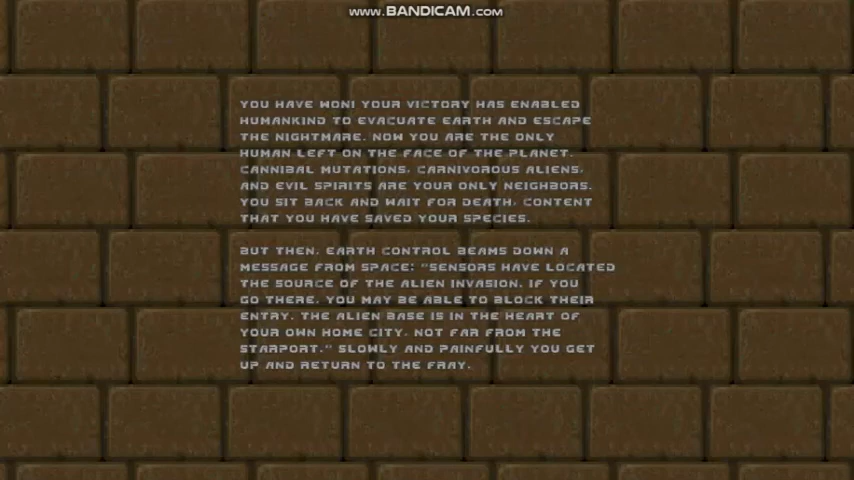 WWW.BANDICAM.COM
YOU HAVE WON! YOUR VICTORY HAS ENABLED
HUMANKIND TO EVACUATE EARTH AND ESCAPE
THE NIGHTMARE. NOW YOU ARE THE ONLY
HUMAN LEFT ON THE FACE OF THE PLANET.
CANNIBAL MUTATIONS, CARNIVOROUS ALIENS,
AND EVIL SPIRITS ARE YOUR ONLY NEIGHBORS.
YOU SIT BACK AND WAIT FOR DEATH, CONTENT
THAT YOU HAVE SAVED YOUR SPECIES.
BUT THEN, EARTH CONTROL BEAMS DOWN A
MESSAGE FROM SPACE: "SENSORS HAVE LOCATED
THE SOURCE OF THE ALIEN INVASION. IF YOU
GO THERE, YOU MAY BE ABLE TO BLOCK THEIR
ENTRY. THE ALIEN BASE IS IN THE HEART OF
YOUR OWN HOME CITY, NOT FAR FROM THE
STARPORT." SLOWLY AND PAINFULLY YOU GET
UP AND RETURN TO THE FRAY.